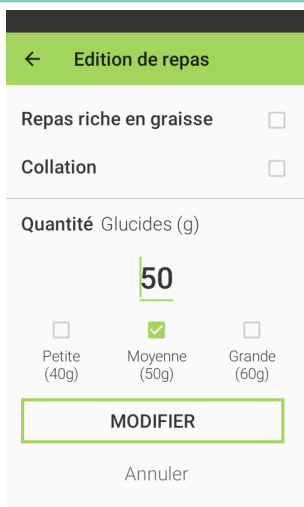 Edition de repas
Repas riche en graisse
Collation
Quantité Glucides (g)
50
Petite Moyenne Grande
(40g) (50g) (60g)
MODIFIER
Annuler